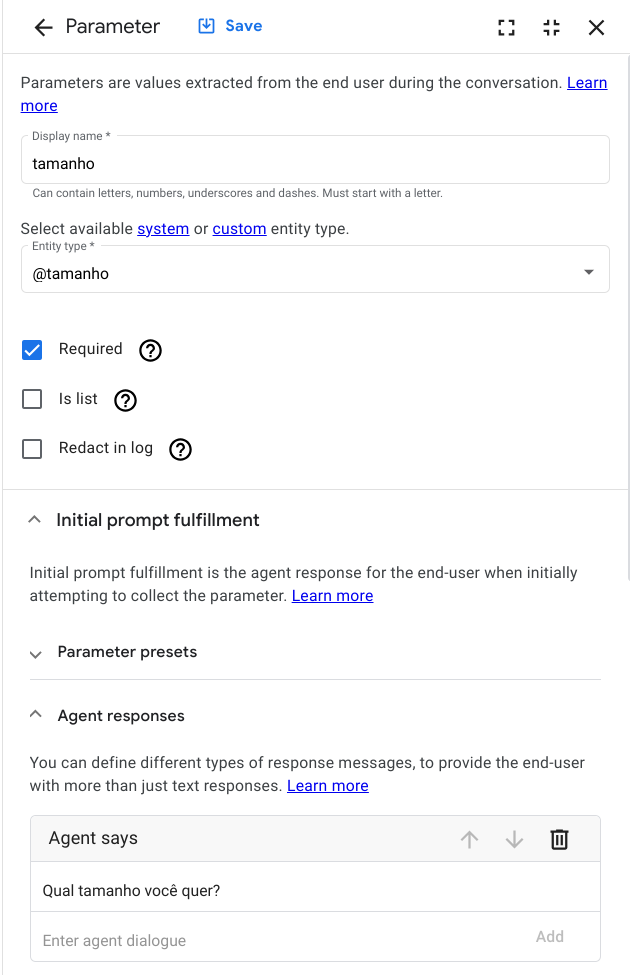 Parameter
Save
Parameters are values extracted from the end user during the conversation. Learn
more
Display name *
tamanho
Can contain letters, numbers, underscores and dashes. Must start with a letter.
Select available system or custom entity type.
Entity type *
@tamanho
Required
Is list
Redact in log
Initial prompt fulfillment
Initial prompt fulfillment is the agent response for the end-user when initially
attempting to collect the parameter. Learn more
Parameter presets
Agent responses
You can define different types of response messages, to provide the end-user
with more than just text responses. Learn more
Agent says
Qual tamanho você quer?
Enter agent dialogue
Add